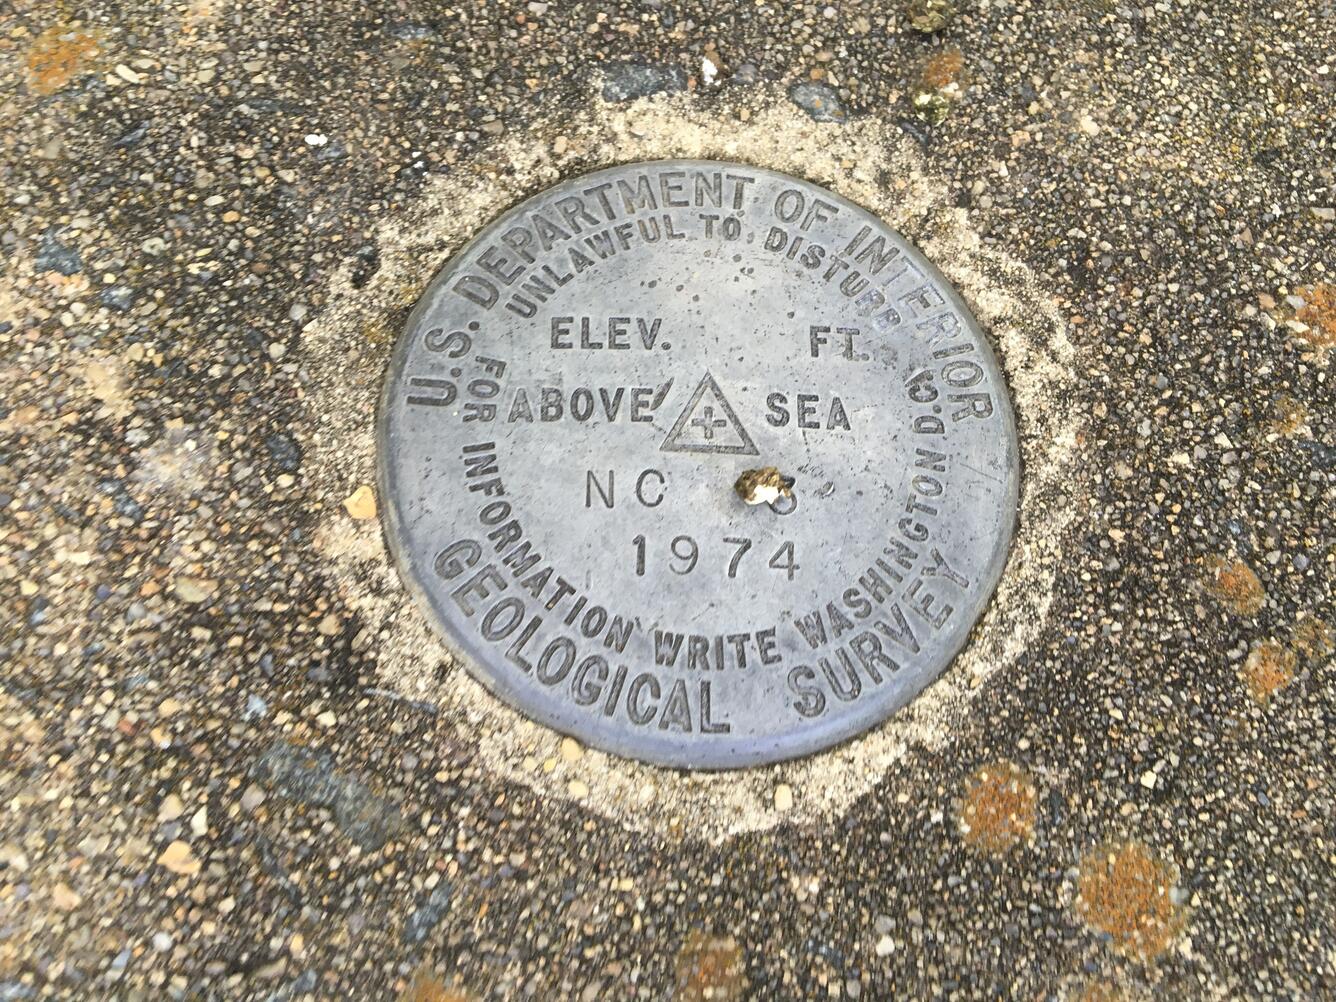 U.S. DEPARTMENT OF INTERIOR
UNLAWFUL TO DISTURB
ELEV. FT.
ABOVE SEA
NC
1974
FOR INFORMATION WRITE WASHINGTON D.C.
GEOLOGICAL SURVEY